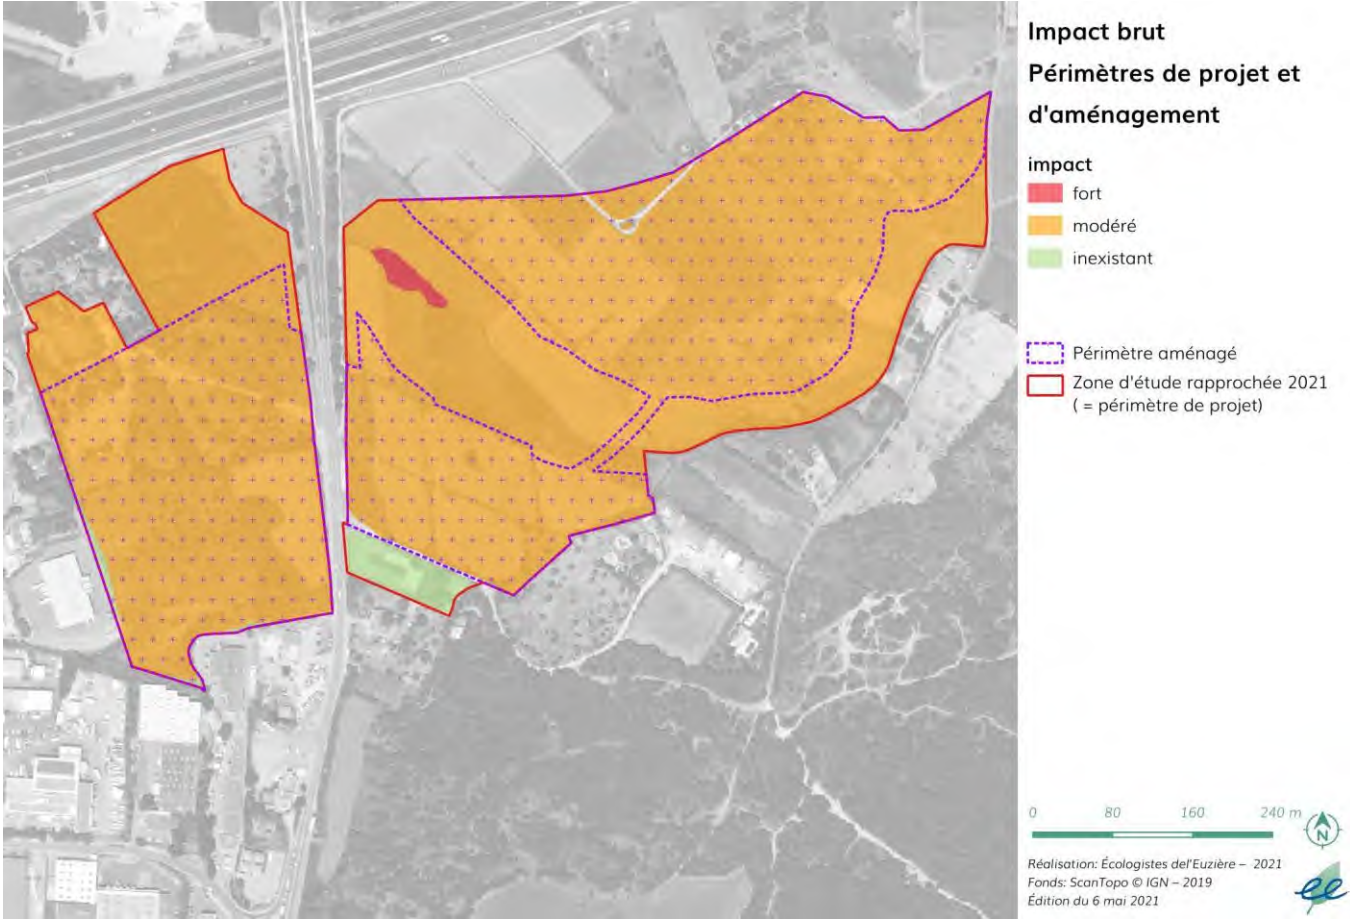 Impact brut
Périmètres de projet et
d'aménagement
impact
fort
modéré
inexistant
Périmètre aménagé
Zone d'étude rapprochée 2021
( = périmètre de projet)
0 80 160 240 m
N
Réalisation: Écologistes del'Euzière – 2021
Fonds: ScanTopo © IGN – 2019
Édition du 6 mai 2021
ee